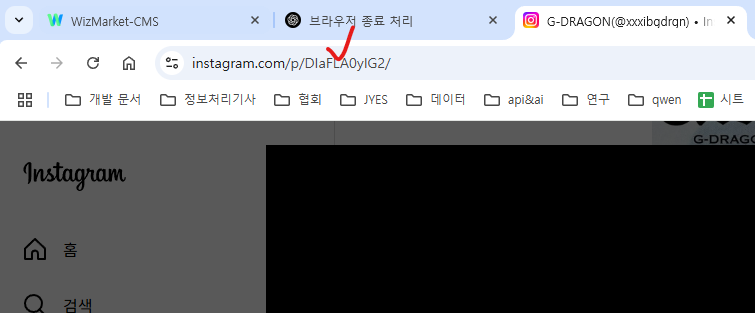 WizMarket-CMS
브라우저 종료 처리
G-DRAGON(@xxxibgdrgn) • In
instagram.com/p/DIaFLA0yIG2/
개발 문서
정보처리기사
협회
JYES
데이터
api&ai
연구
qwen
시트
Instagram
G-DRAGO
홈
검색